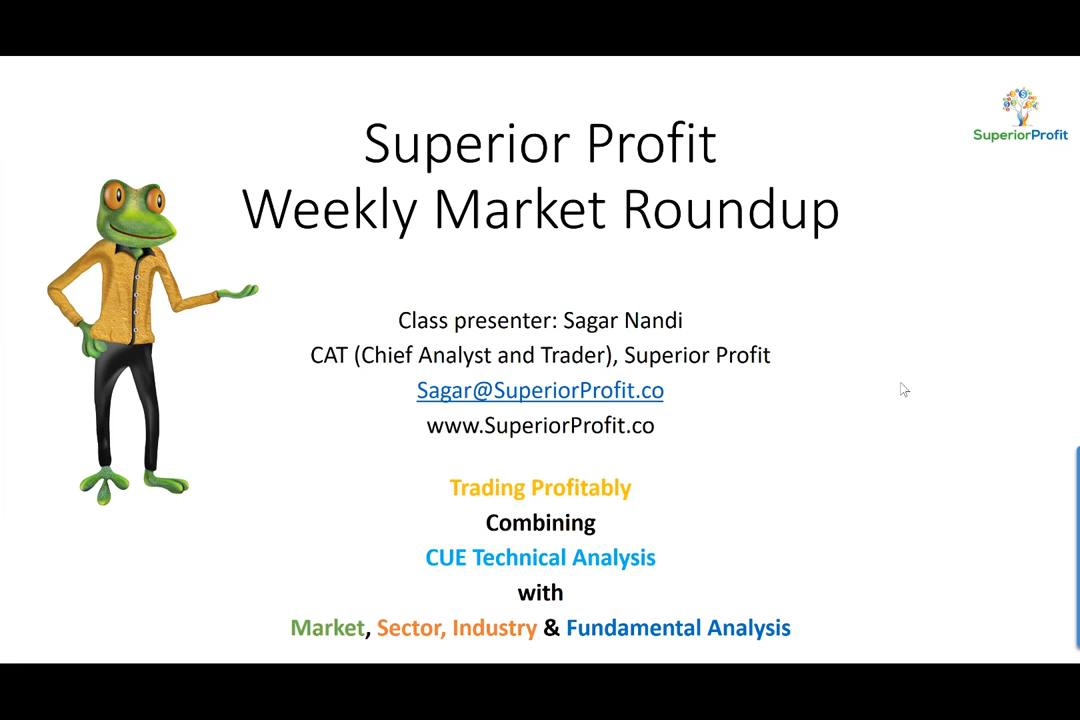 Superior Profit
Weekly Market Roundup
SuperiorProfit
Class presenter: Sagar Nandi
CAT (Chief Analyst and Trader), Superior Profit
Sagar@SuperiorProfit.co
www.SuperiorProfit.co
Trading Profitably
Combining
CUE Technical Analysis
with
Market, Sector, Industry & Fundamental Analysis